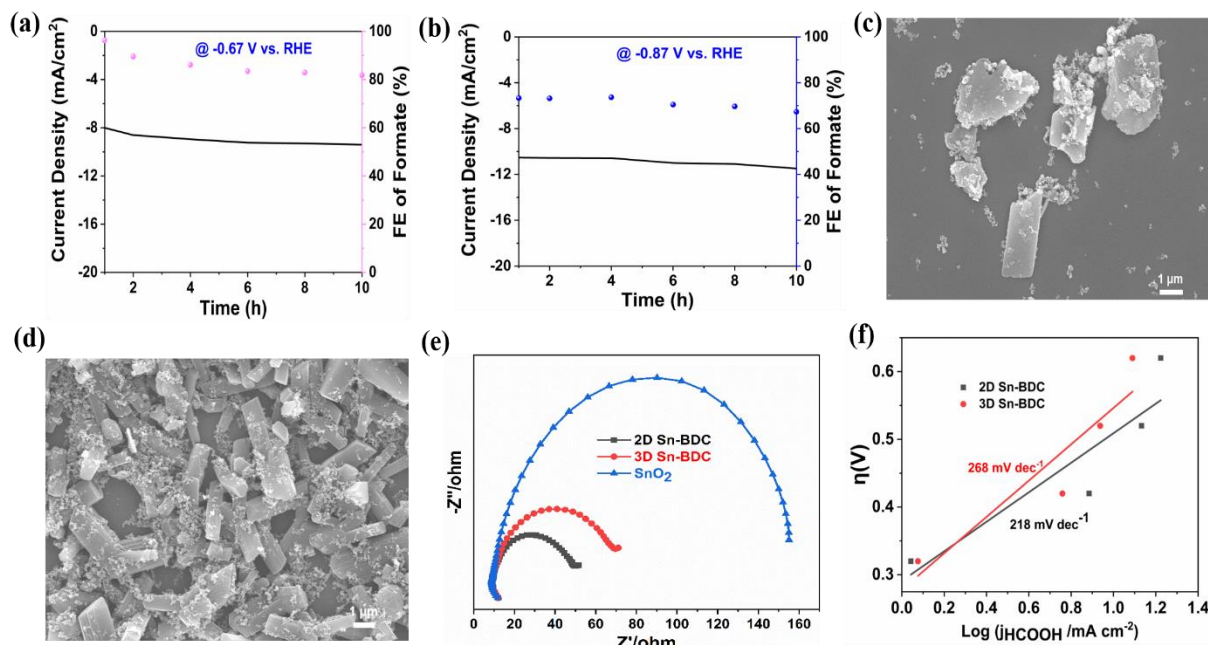 (a)
@ -0.67 V vs. RHE
Current Density (mA/cm²)
0
-4
-8
-12
-16
-20
FE of Formate (%)
100
80
60
40
20
0
2 4 6 8 10
Time (h)
(b)
@ -0.87 V vs. RHE
Current Density (mA/cm²)
0
-4
-8
-12
-16
-20
FE of Formate (%)
100
80
60
40
20
0
2 4 6 8 10
Time (h)
(c)
1 μm
(d)
1 μm
(e)
-Z''/ohm
2D Sn-BDC
3D Sn-BDC
SnO₂
0 20 40 60 80 100 120 140 160
Z'/ohm
(f)
η(V)
0.6
0.5
0.4
0.3
2D Sn-BDC
3D Sn-BDC
268 mV dec⁻¹
218 mV dec⁻¹
0.0 0.2 0.4 0.6 0.8 1.0 1.2 1.4
Log (jHCOOH /mA cm⁻²)